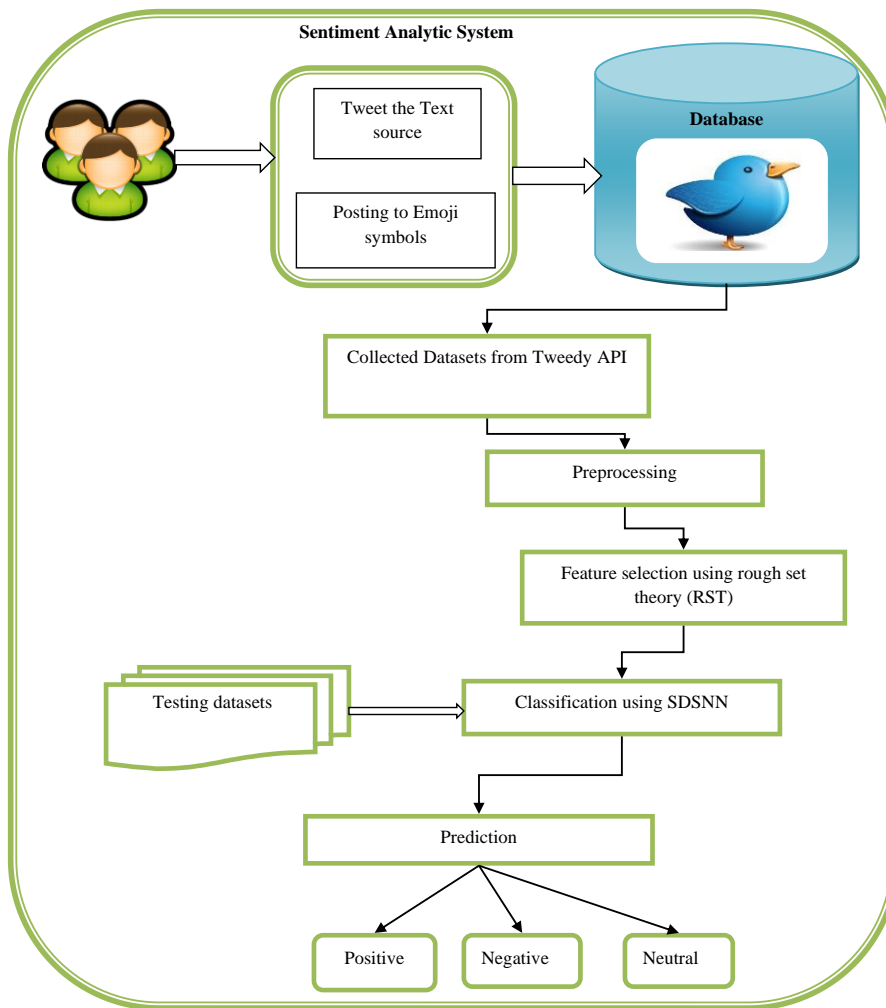 Sentiment Analytic System
Tweet the Text
source
Posting to Emoji
symbols
Database
Collected Datasets from Tweedy API
Preprocessing
Feature selection using rough set
theory (RST)
Testing datasets
Classification using SDSNN
Prediction
Positive
Negative
Neutral